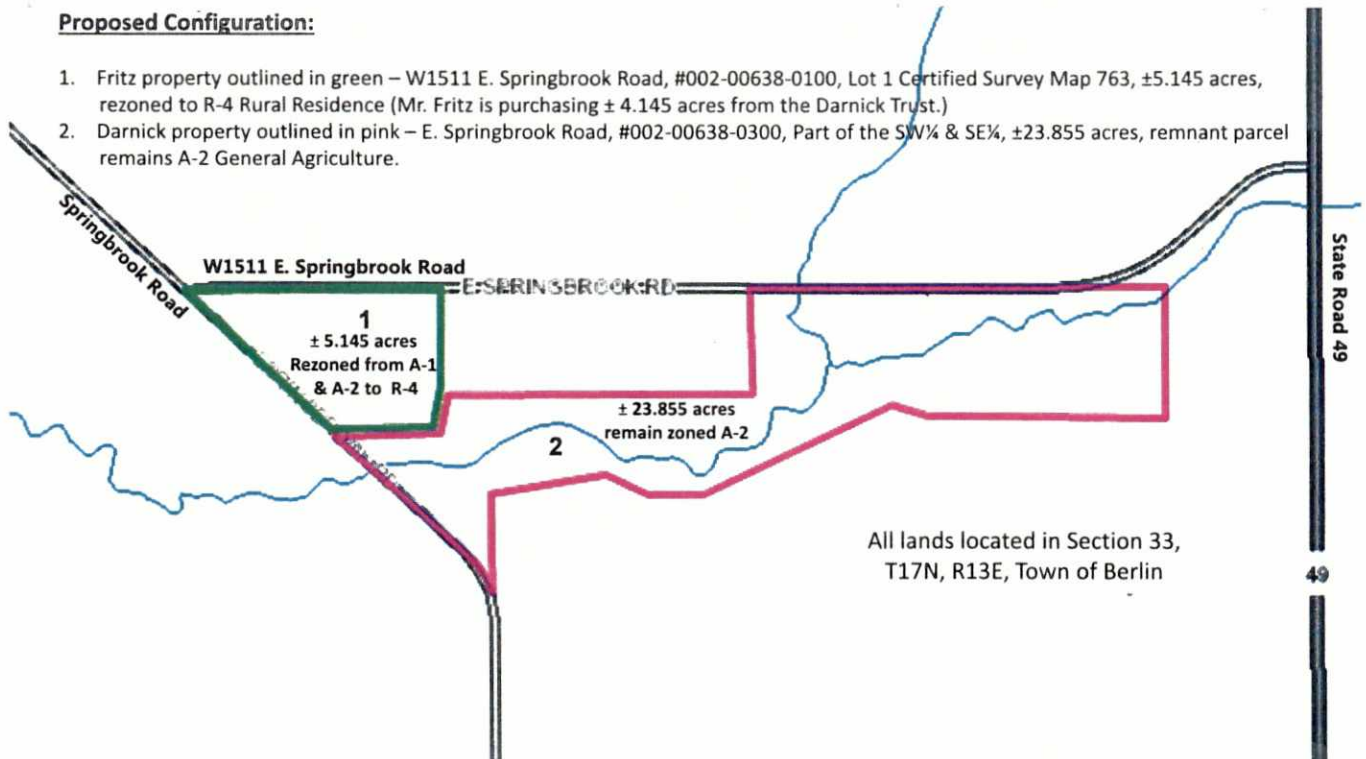 Proposed Configuration:
1. Fritz property outlined in green – W1511 E. Springbrook Road, #002-00638-0100, Lot 1 Certified Survey Map 763, ±5.145 acres,
rezoned to R-4 Rural Residence (Mr. Fritz is purchasing ± 4.145 acres from the Darnick Trust.)
2. Darnick property outlined in pink – E. Springbrook Road, #002-00638-0300, Part of the SW¼ & SE¼, ±23.855 acres, remnant parcel
remains A-2 General Agriculture.
Springbrook Road
W1511 E. Springbrook Road
E SPRINGBROOK RD
State Road 49
1
± 5.145 acres
Rezoned from A-1
& A-2 to R-4
± 23.855 acres
remain zoned A-2
2
All lands located in Section 33,
T17N, R13E, Town of Berlin
49